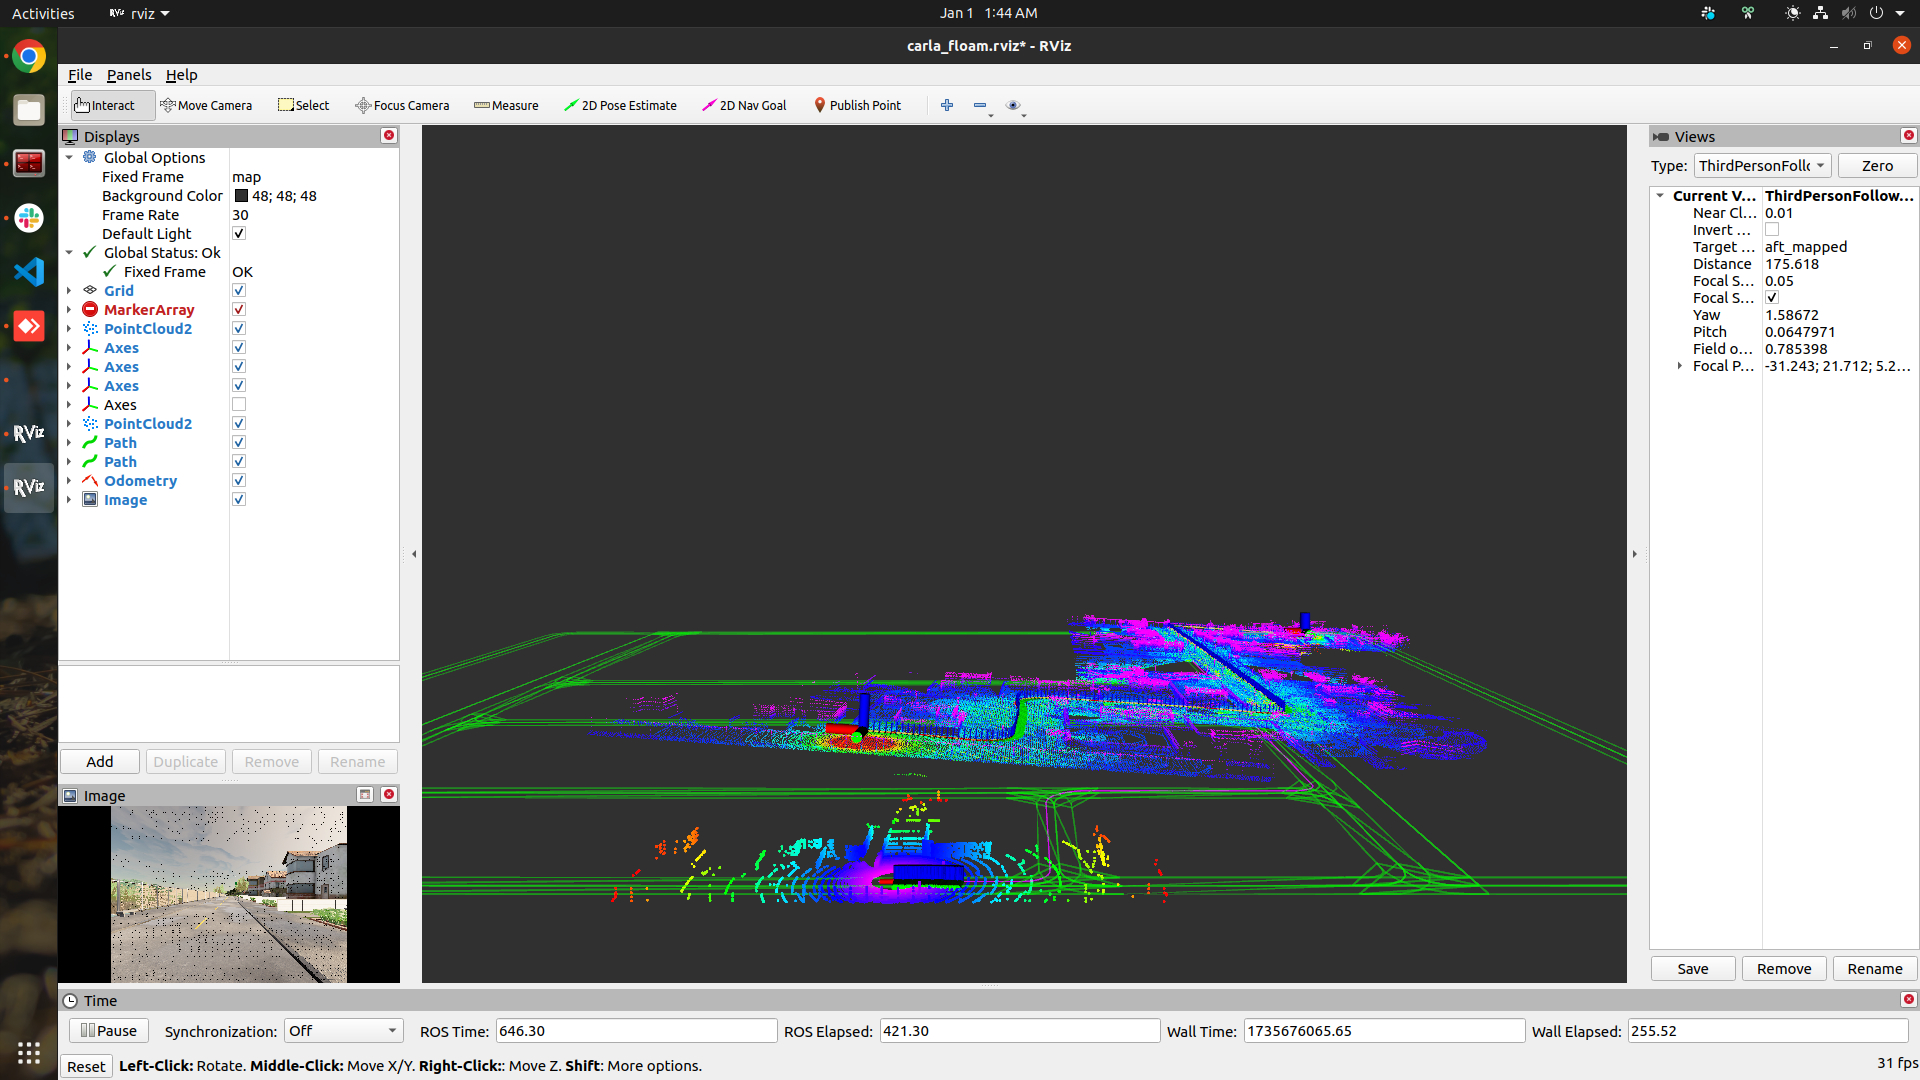 Activities RViz rviz Jan 1 1:44 AM
carla_floam.rviz* - RViz
File Panels Help
Interact Move Camera Select Focus Camera Measure 2D Pose Estimate 2D Nav Goal Publish Point
Displays
Global Options
Fixed Frame map
Background Color 48; 48; 48
Frame Rate 30
Default Light
Global Status: Ok
Fixed Frame OK
Grid
MarkerArray
PointCloud2
Axes
Axes
Axes
Axes
PointCloud2
Path
Path
Odometry
Image
RViz
RViz
Add Duplicate Remove Rename
Image
Views
Type: ThirdPersonFollo Zero
Current V... ThirdPersonFollow...
Near Cl... 0.01
Invert ...
Target ... aft_mapped
Distance 175.618
Focal S... 0.05
Focal S...
Yaw 1.58672
Pitch 0.0647971
Field o... 0.785398
Focal P... -31.243; 21.712; 5.2...
Save Remove Rename
Time
Pause Synchronization: Off ROS Time: 646.30 ROS Elapsed: 421.30 Wall Time: 1735676065.65 Wall Elapsed: 255.52
Reset Left-Click: Rotate. Middle-Click: Move X/Y. Right-Click:: Move Z. Shift: More options. 31 fps